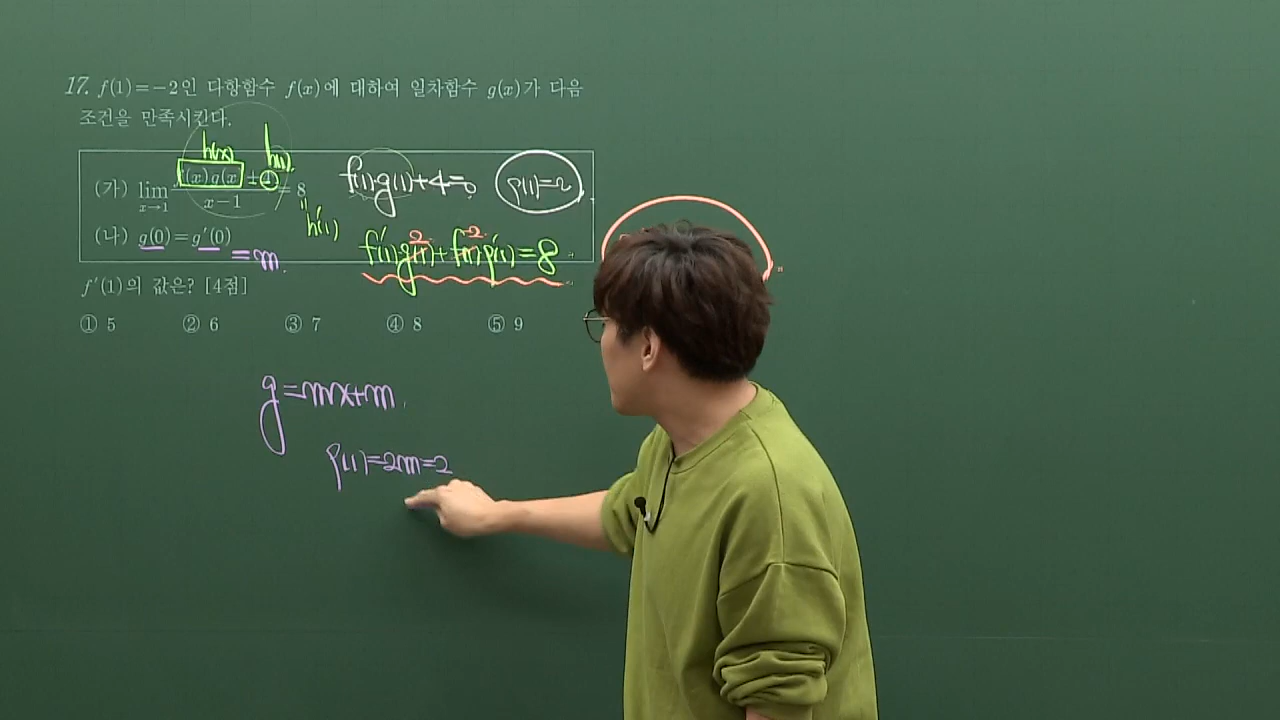 17. f(1)=-2인 다항함수 f(x)에 대하여 일차함수 g(x)가 다음
조건을 만족시킨다.
h(x) h(1)
(가) lim x→1 f(x)g(x)+4 / x-1 = 8
f(1)g(1)+4=0 g(1)=2
h'(1)
(나) g(0)=g'(0)
=m
2 -2
f'(1)g(1)+f(1)g'(1)=8
f'(1)의 값은? [4점]
① 5 ② 6 ③ 7 ④ 8 ⑤ 9
g=mx+m
g(1)=2m=2